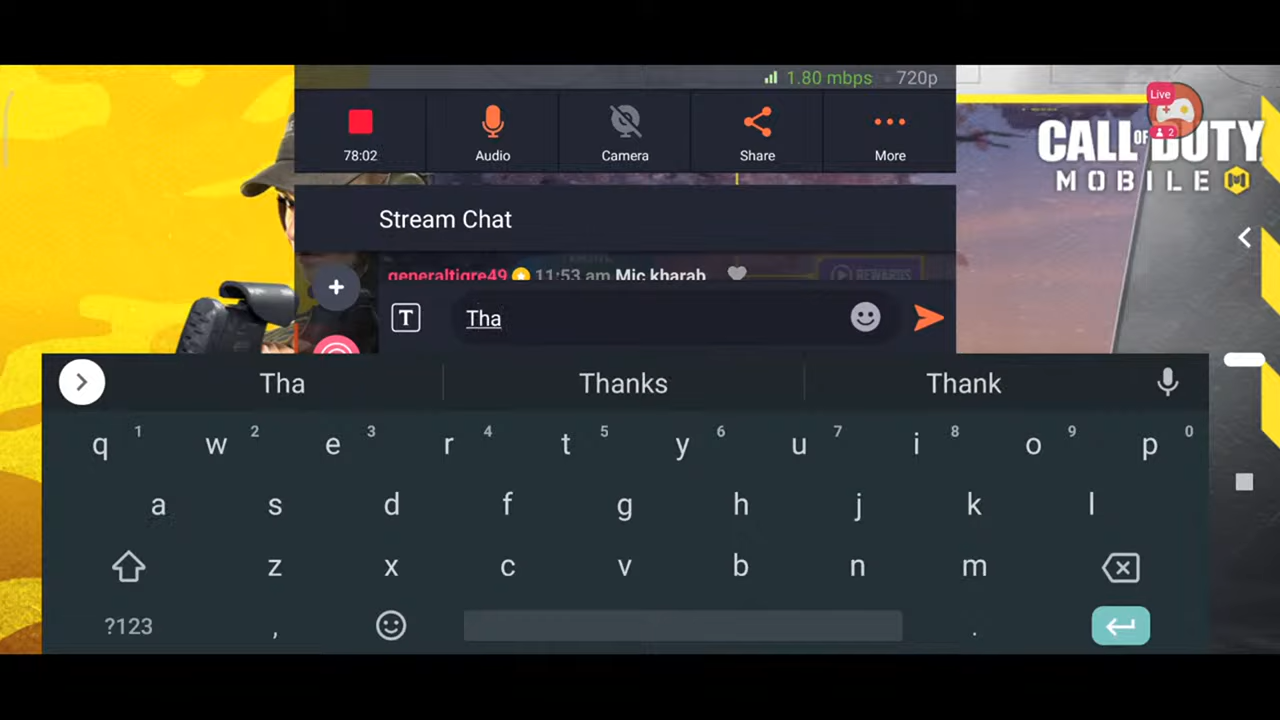 1.80 mbps 720p
78:02 Audio Camera Share More
Live
2
CALL OF DUTY
MOBILE M
Stream Chat
generaltigre49 11:53 am Mic kharab
REWARDS
T Tha
Tha Thanks Thank
q 1 w 2 e 3 r 4 t 5 y 6 u 7 i 8 o 9 p 0
a s d f g h j k l
z x c v b n m
?123 , .